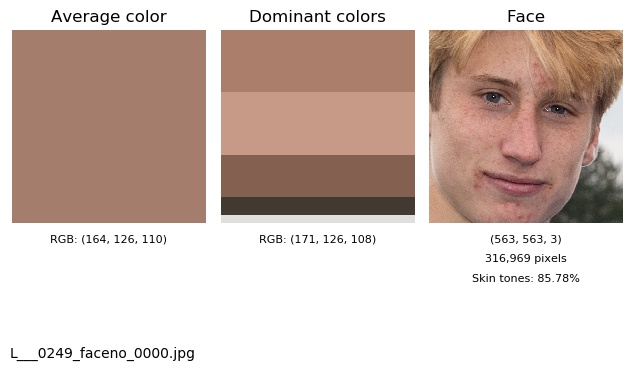 Average color
Dominant colors
Face
RGB: (164, 126, 110)
RGB: (171, 126, 108)
(563, 563, 3)
316,969 pixels
Skin tones: 85.78%
L___0249_faceno_0000.jpg